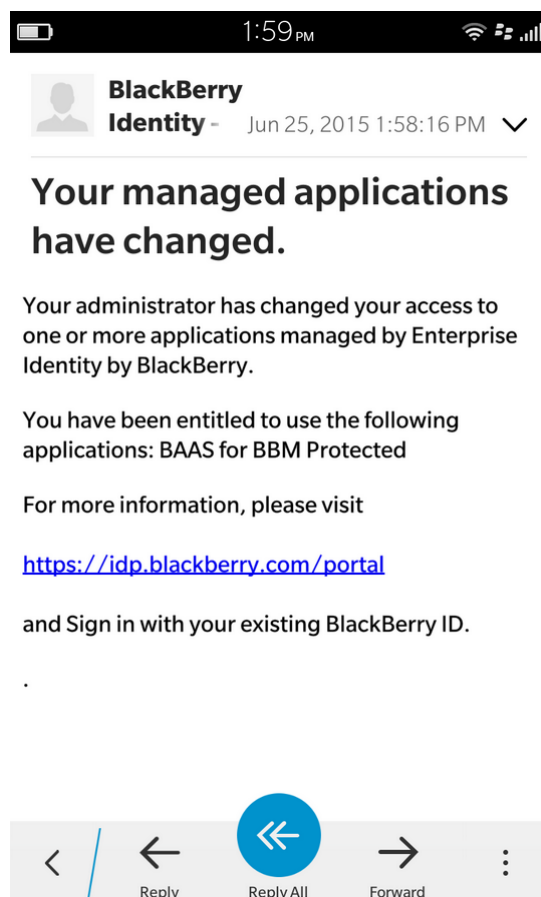 1:59 PM
BlackBerry
Identity - Jun 25, 2015 1:58:16 PM
Your managed applications
have changed.
Your administrator has changed your access to
one or more applications managed by Enterprise
Identity by BlackBerry.
You have been entitled to use the following
applications: BAAS for BBM Protected
For more information, please visit
https://idp.blackberry.com/portal
and Sign in with your existing BlackBerry ID.
.
Reply Reply All Forward